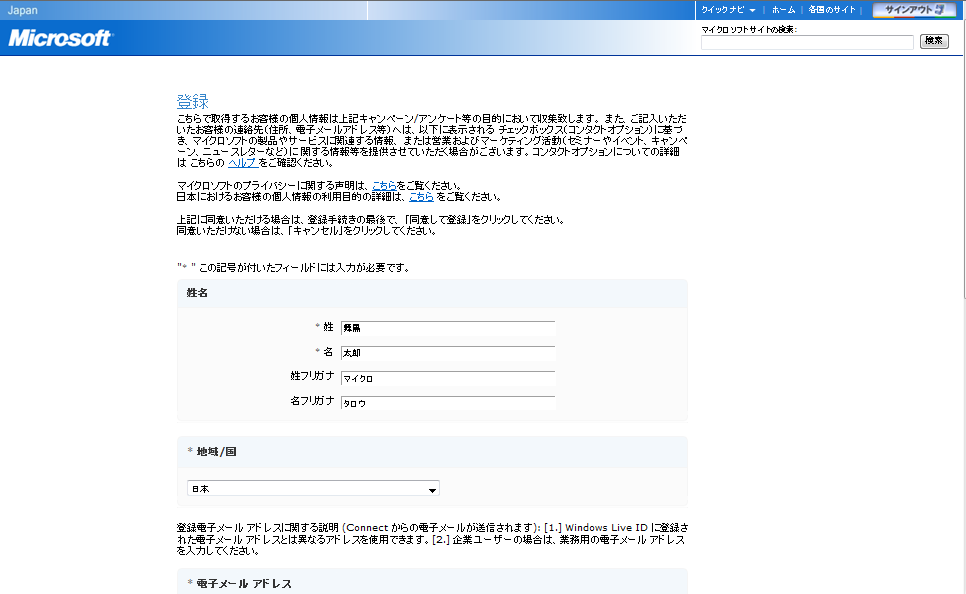 Japan
クイックナビ | ホーム | 各国のサイト |
サインアウト
Microsoft
マイクロソフトサイトの検索:
検索
登録
こちらで取得するお客様の個人情報は上記キャンペーン/アンケート等の目的において収集致します。また、ご記入いただ
いたお客様の連絡先(住所、電子メールアドレス等)へは、以下に表示される チェックボックス(コンタクトオプション)に基づ
き、マイクロソフトの製品やサービスに関連する情報、または営業およびマーケティング活動(セミナーやイベント、キャンペ
ーン、ニュースレターなど)に関する情報等を提供させていただく場合がございます。コンタクトオプションについての詳細
は こちらの ヘルプ をご確認ください。
マイクロソフトのプライバシーに関する声明は、こちらをご覧ください。
日本におけるお客様の個人情報の利用目的の詳細は、こちら をご覧ください。
上記に同意いただける場合は、登録手続きの最後で、「同意して登録」をクリックしてください。
同意いただけない場合は、「キャンセル」をクリックしてください。
"* " この記号が付いたフィールドには入力が必要です。
姓名
* 姓
* 名 太郎
姓フリガナ マイクロ
名フリガナ タロウ
* 地域/国
日本
登録電子メール アドレスに関する説明 (Connect からの電子メールが送信されます): [1.] Windows Live ID に登録さ
れた電子メール アドレスとは異なるアドレスを使用できます。[2.] 企業ユーザーの場合は、業務用の電子メール アドレス
を入力してください。
* 電子メール アドレス